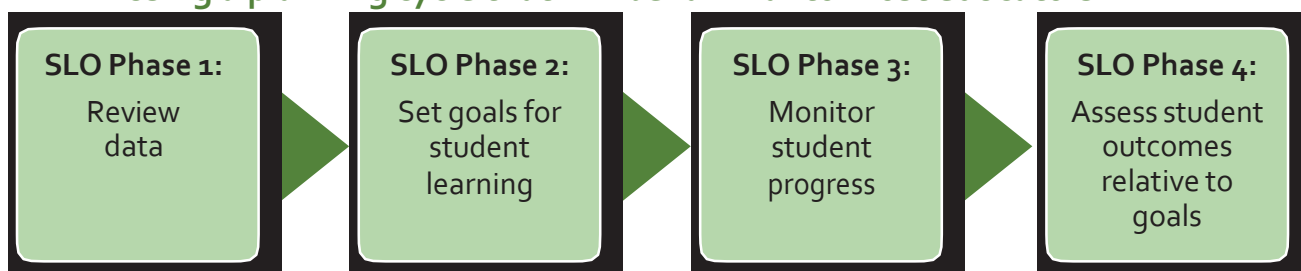 SLO Phase 1:
Review
data
SLO Phase 2:
Set goals for
student
learning
SLO Phase 3:
Monitor
student
progress
SLO Phase 4:
Assess student
outcomes
relative to
goals